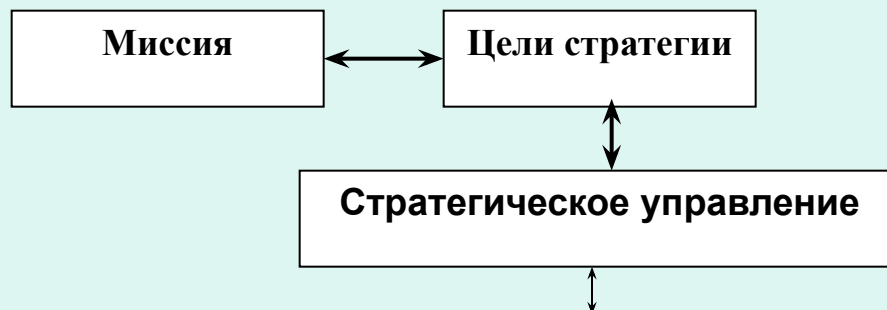 Миссия
Цели стратегии
Стратегическое управление